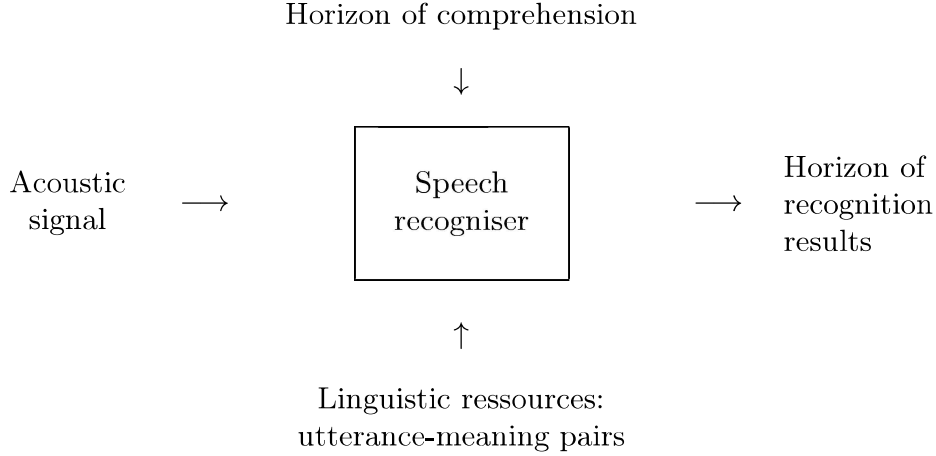 Horizon of comprehension
↓
Acoustic
signal
→
Speech
recogniser
→
Horizon of
recognition
results
↑
Linguistic ressources:
utterance-meaning pairs